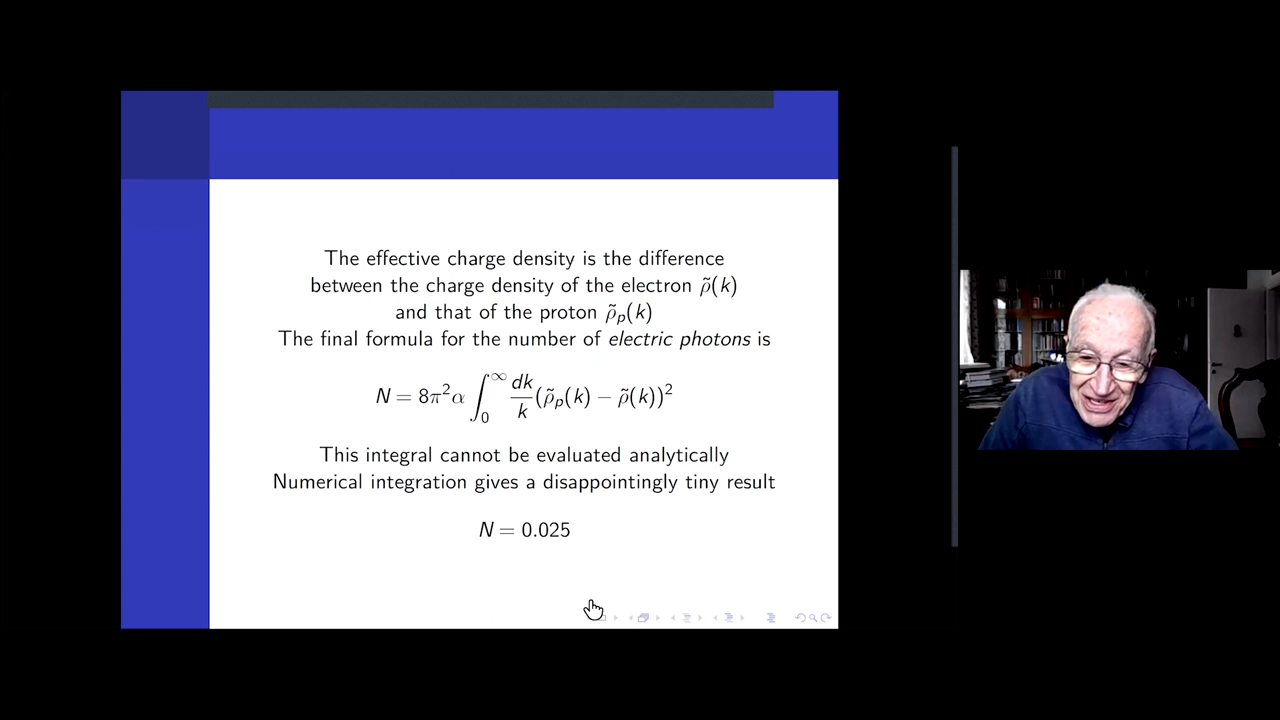 The effective charge density is the difference
between the charge density of the electron ρ̃(k)
and that of the proton ρ̃ₚ(k)
The final formula for the number of electric photons is
N = 8π²α ∫₀^∞ dk/k (ρ̃ₚ(k) − ρ̃(k))²
This integral cannot be evaluated analytically
Numerical integration gives a disappointingly tiny result
N = 0.025